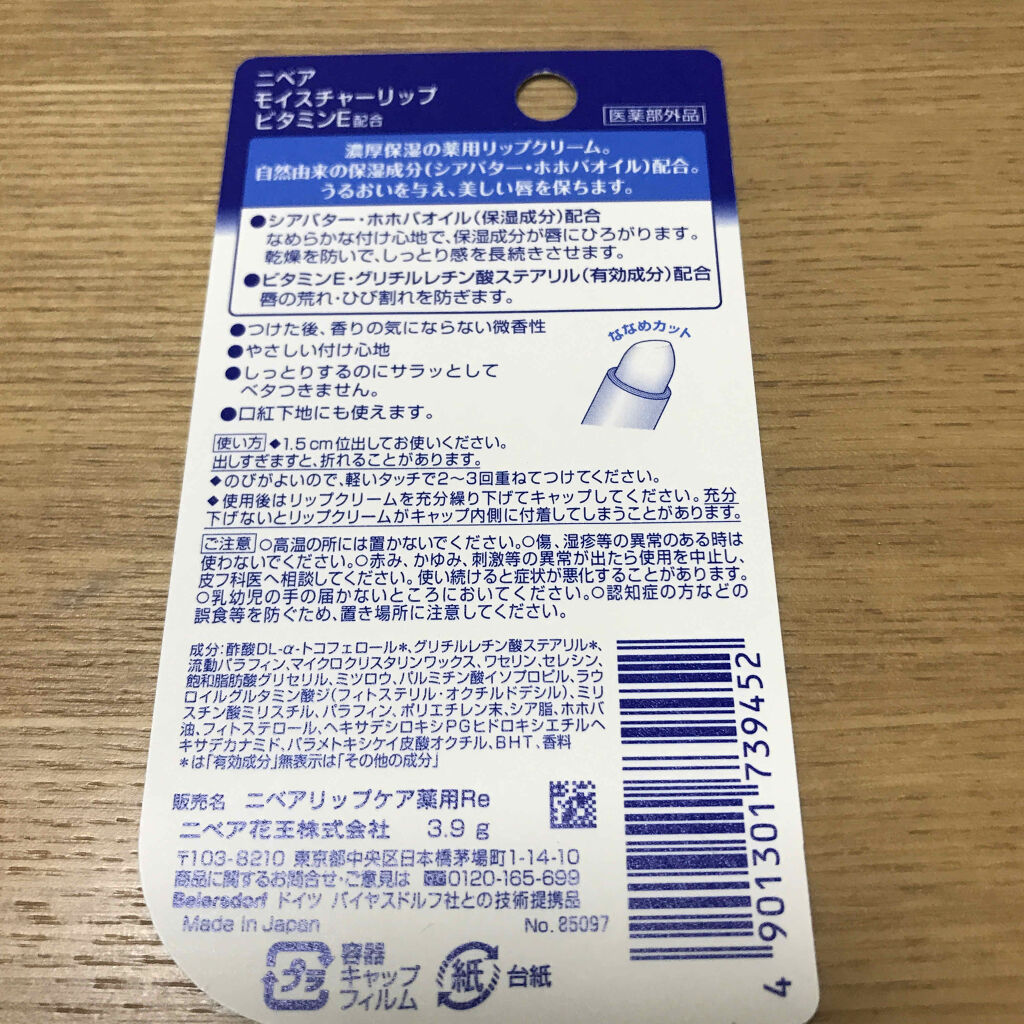 ニベア
モイスチャーリップ
ビタミンE配合
医薬部外品
濃厚保湿の薬用リップクリーム。
自然由来の保湿成分(シアバター・ホホバオイル)配合。
うるおいを与え、美しい唇を保ちます。
●シアバター・ホホバオイル(保湿成分)配合
なめらかな付け心地で、保湿成分が唇にひろがります。
乾燥を防いで、しっとり感を長続きさせます。
●ビタミンE・グリチルレチン酸ステアリル(有効成分)配合
唇の荒れ・ひび割れを防ぎます。
●つけた後、香りの気にならない微香性
●やさしい付け心地
●しっとりするのにサラッとして
ベタつきません。
●口紅下地にも使えます。
ななめカット
使い方 ◆1.5cm位出してお使いください。
出しすぎますと、折れることがあります。
◆のびがよいので、軽いタッチで2〜3回重ねてつけてください。
◆使用後はリップクリームを充分繰り下げてキャップしてください。充分
下げないとリップクリームがキャップ内側に付着してしまうことがあります。
ご注意 ○高温の所には置かないでください。○傷、湿疹等の異常のある時は
使わないでください。○赤み、かゆみ、刺激等の異常が出たら使用を中止し、
皮フ科医へ相談してください。使い続けると症状が悪化することがあります。
○乳幼児の手の届かないところにおいてください。○認知症の方などの
誤食等を防ぐため、置き場所に注意してください。
成分:酢酸DL-α-トコフェロール*、グリチルレチン酸ステアリル*、
流動パラフィン、マイクロクリスタリンワックス、ワセリン、セレシン、
飽和脂肪酸グリセリル、ミツロウ、パルミチン酸イソプロピル、ラウ
ロイルグルタミン酸ジ(フィトステリル・オクチルドデシル)、ミリ
スチン酸ミリスチル、パラフィン、ポリエチレン末、シア脂、ホホバ
油、フィトステロール、ヘキサデシロキシPGヒドロキシエチルヘ
キサデカナミド、パラメトキシケイ皮酸オクチル、BHT、香料
*は「有効成分」無表示は「その他の成分」
販売名 ニベアリップケア薬用Re
ニベア花王株式会社 3.9g
〒103-8210 東京都中央区日本橋茅場町1-14-10
商品に関するお問合せ・ご意見は 0120-165-699
Beiersdorf ドイツ バイヤスドルフ社との技術提携品
Made in Japan No.85097
プラ 容器
キャップ
フィルム
紙 台紙
4 901301 739452